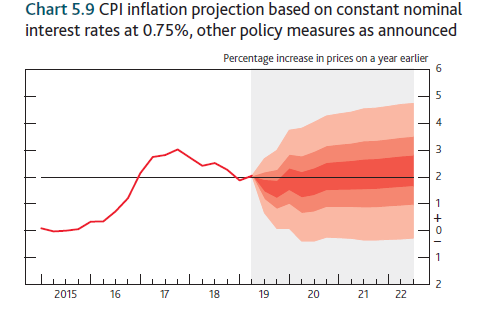 Chart 5.9 CPI inflation projection based on constant nominal
interest rates at 0.75%, other policy measures as announced
Percentage increase in prices on a year earlier
6
5
4
3
2
1
+
0
–
1
2
2015 16 17 18 19 20 21 22